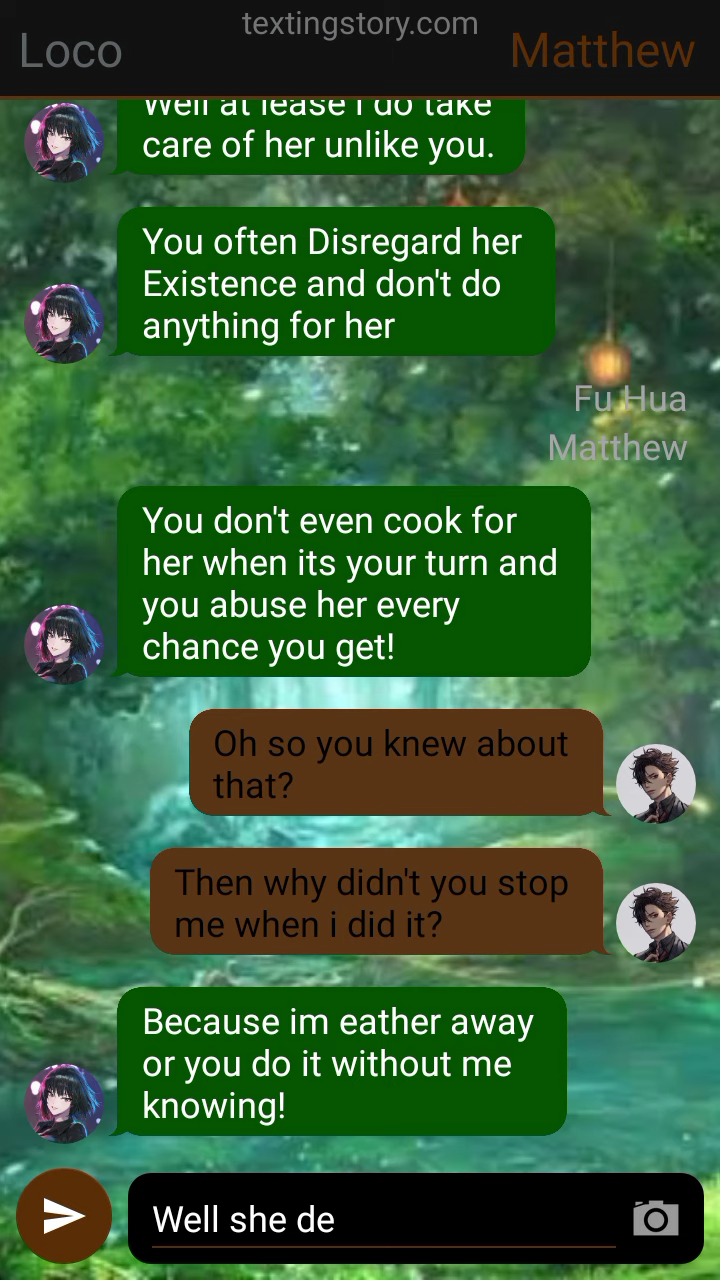 textingstory.com
Loco
Matthew
Well at lease i do take
care of her unlike you.
You often Disregard her
Existence and don't do
anything for her
Fu Hua
Matthew
You don't even cook for
her when its your turn and
you abuse her every
chance you get!
Oh so you knew about
that?
Then why didn't you stop
me when i did it?
Because im eather away
or you do it without me
knowing!
Well she de